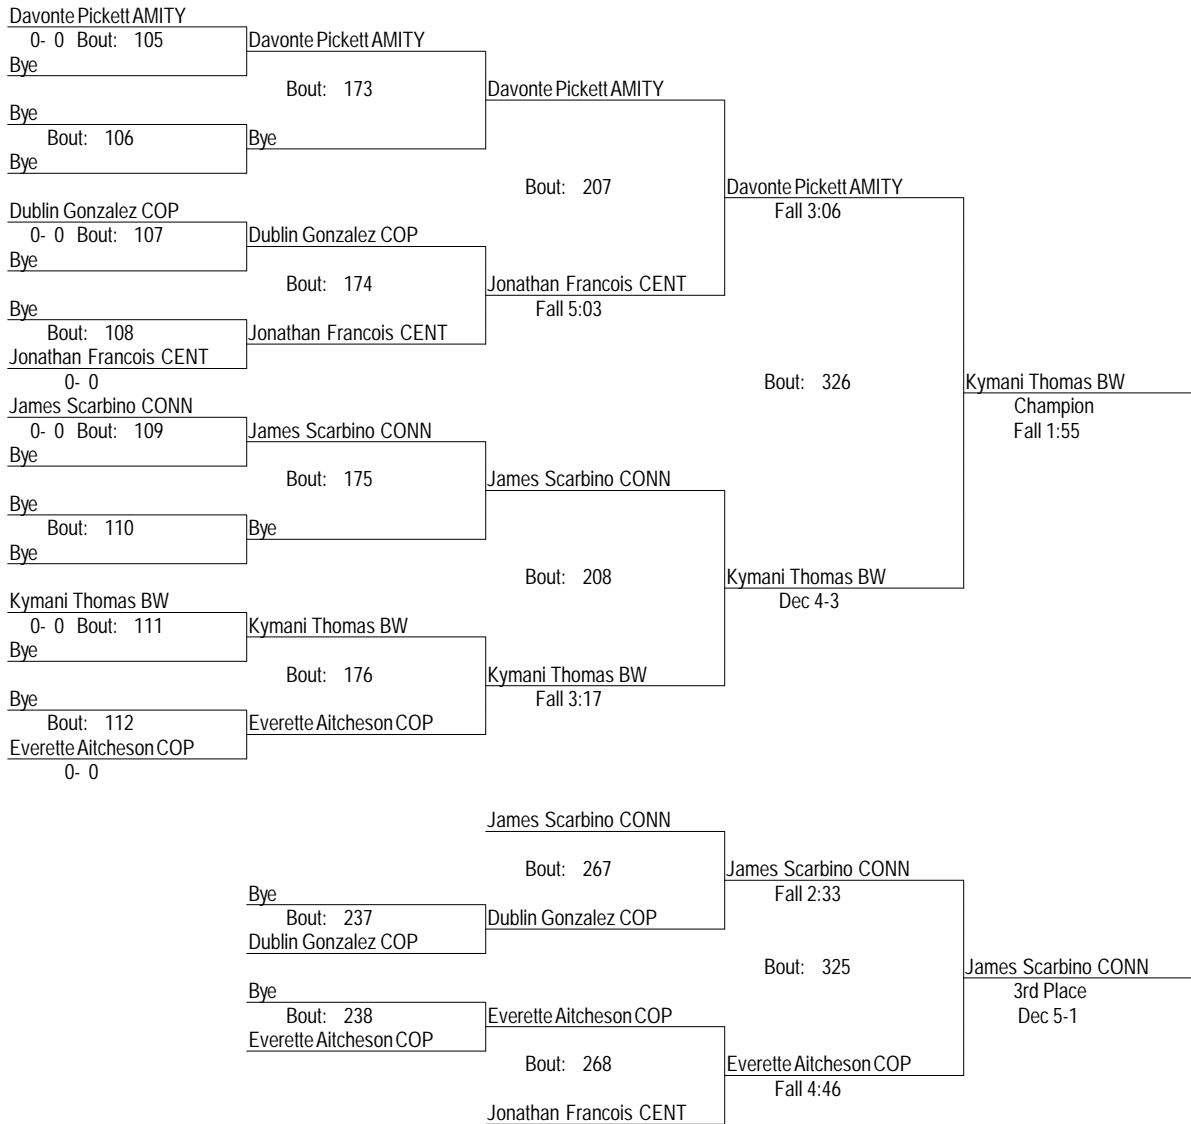 Davonte Pickett AMITY
0- 0 Bout: 105
Bye
Davonte Pickett AMITY
Bout: 173
Davonte Pickett AMITY
Bye
Bout: 106
Bye
Bye
Bout: 207
Davonte Pickett AMITY
Fall 3:06
Dublin Gonzalez COP
0- 0 Bout: 107
Bye
Dublin Gonzalez COP
Bout: 174
Jonathan Francois CENT
Fall 5:03
Bye
Bout: 108
Jonathan Francois CENT
0- 0
Jonathan Francois CENT
Bout: 326
Kymani Thomas BW
Champion
Fall 1:55
James Scarbino CONN
0- 0 Bout: 109
Bye
James Scarbino CONN
Bout: 175
James Scarbino CONN
Bye
Bout: 110
Bye
Bye
Bout: 208
Kymani Thomas BW
Dec 4-3
Kymani Thomas BW
0- 0 Bout: 111
Bye
Kymani Thomas BW
Bout: 176
Kymani Thomas BW
Fall 3:17
Bye
Bout: 112
Everette Aitcheson COP
0- 0
Everette Aitcheson COP
James Scarbino CONN
Bout: 267
James Scarbino CONN
Fall 2:33
Bye
Bout: 237
Dublin Gonzalez COP
Dublin Gonzalez COP
Bout: 325
James Scarbino CONN
3rd Place
Dec 5-1
Bye
Bout: 238
Everette Aitcheson COP
Everette Aitcheson COP
Bout: 268
Everette Aitcheson COP
Fall 4:46
Jonathan Francois CENT